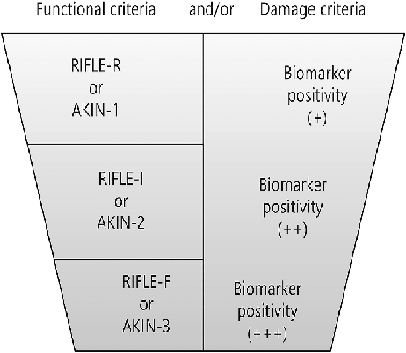 Functional criteria and/or Damage criteria
RIFLE-R
or
AKIN-1
Biomarker
positivity
(+)
RIFLE-I
or
AKIN-2
Biomarker
positivity
(++)
RIFLE-F
or
AKIN-3
Biomarker
positivity
(+++)